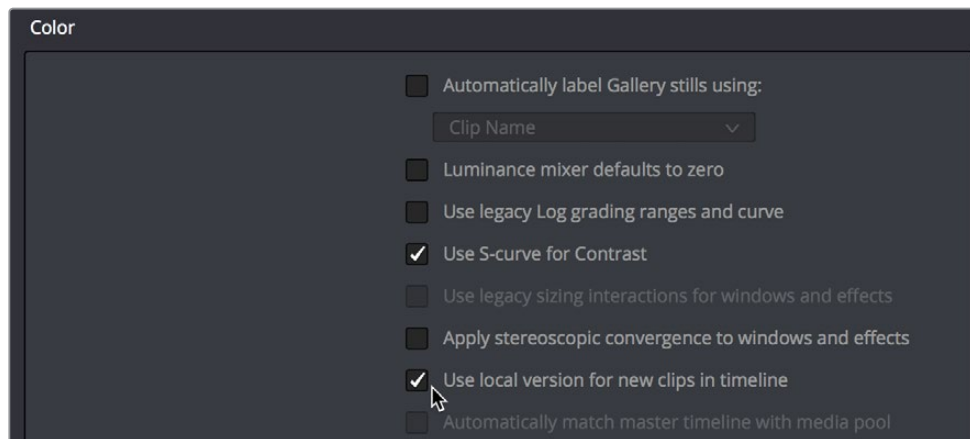 Color
Automatically label Gallery stills using:
Clip Name
Luminance mixer defaults to zero
Use legacy Log grading ranges and curve
Use S-curve for Contrast
Use legacy sizing interactions for windows and effects
Apply stereoscopic convergence to windows and effects
Use local version for new clips in timeline
Automatically match master timeline with media pool